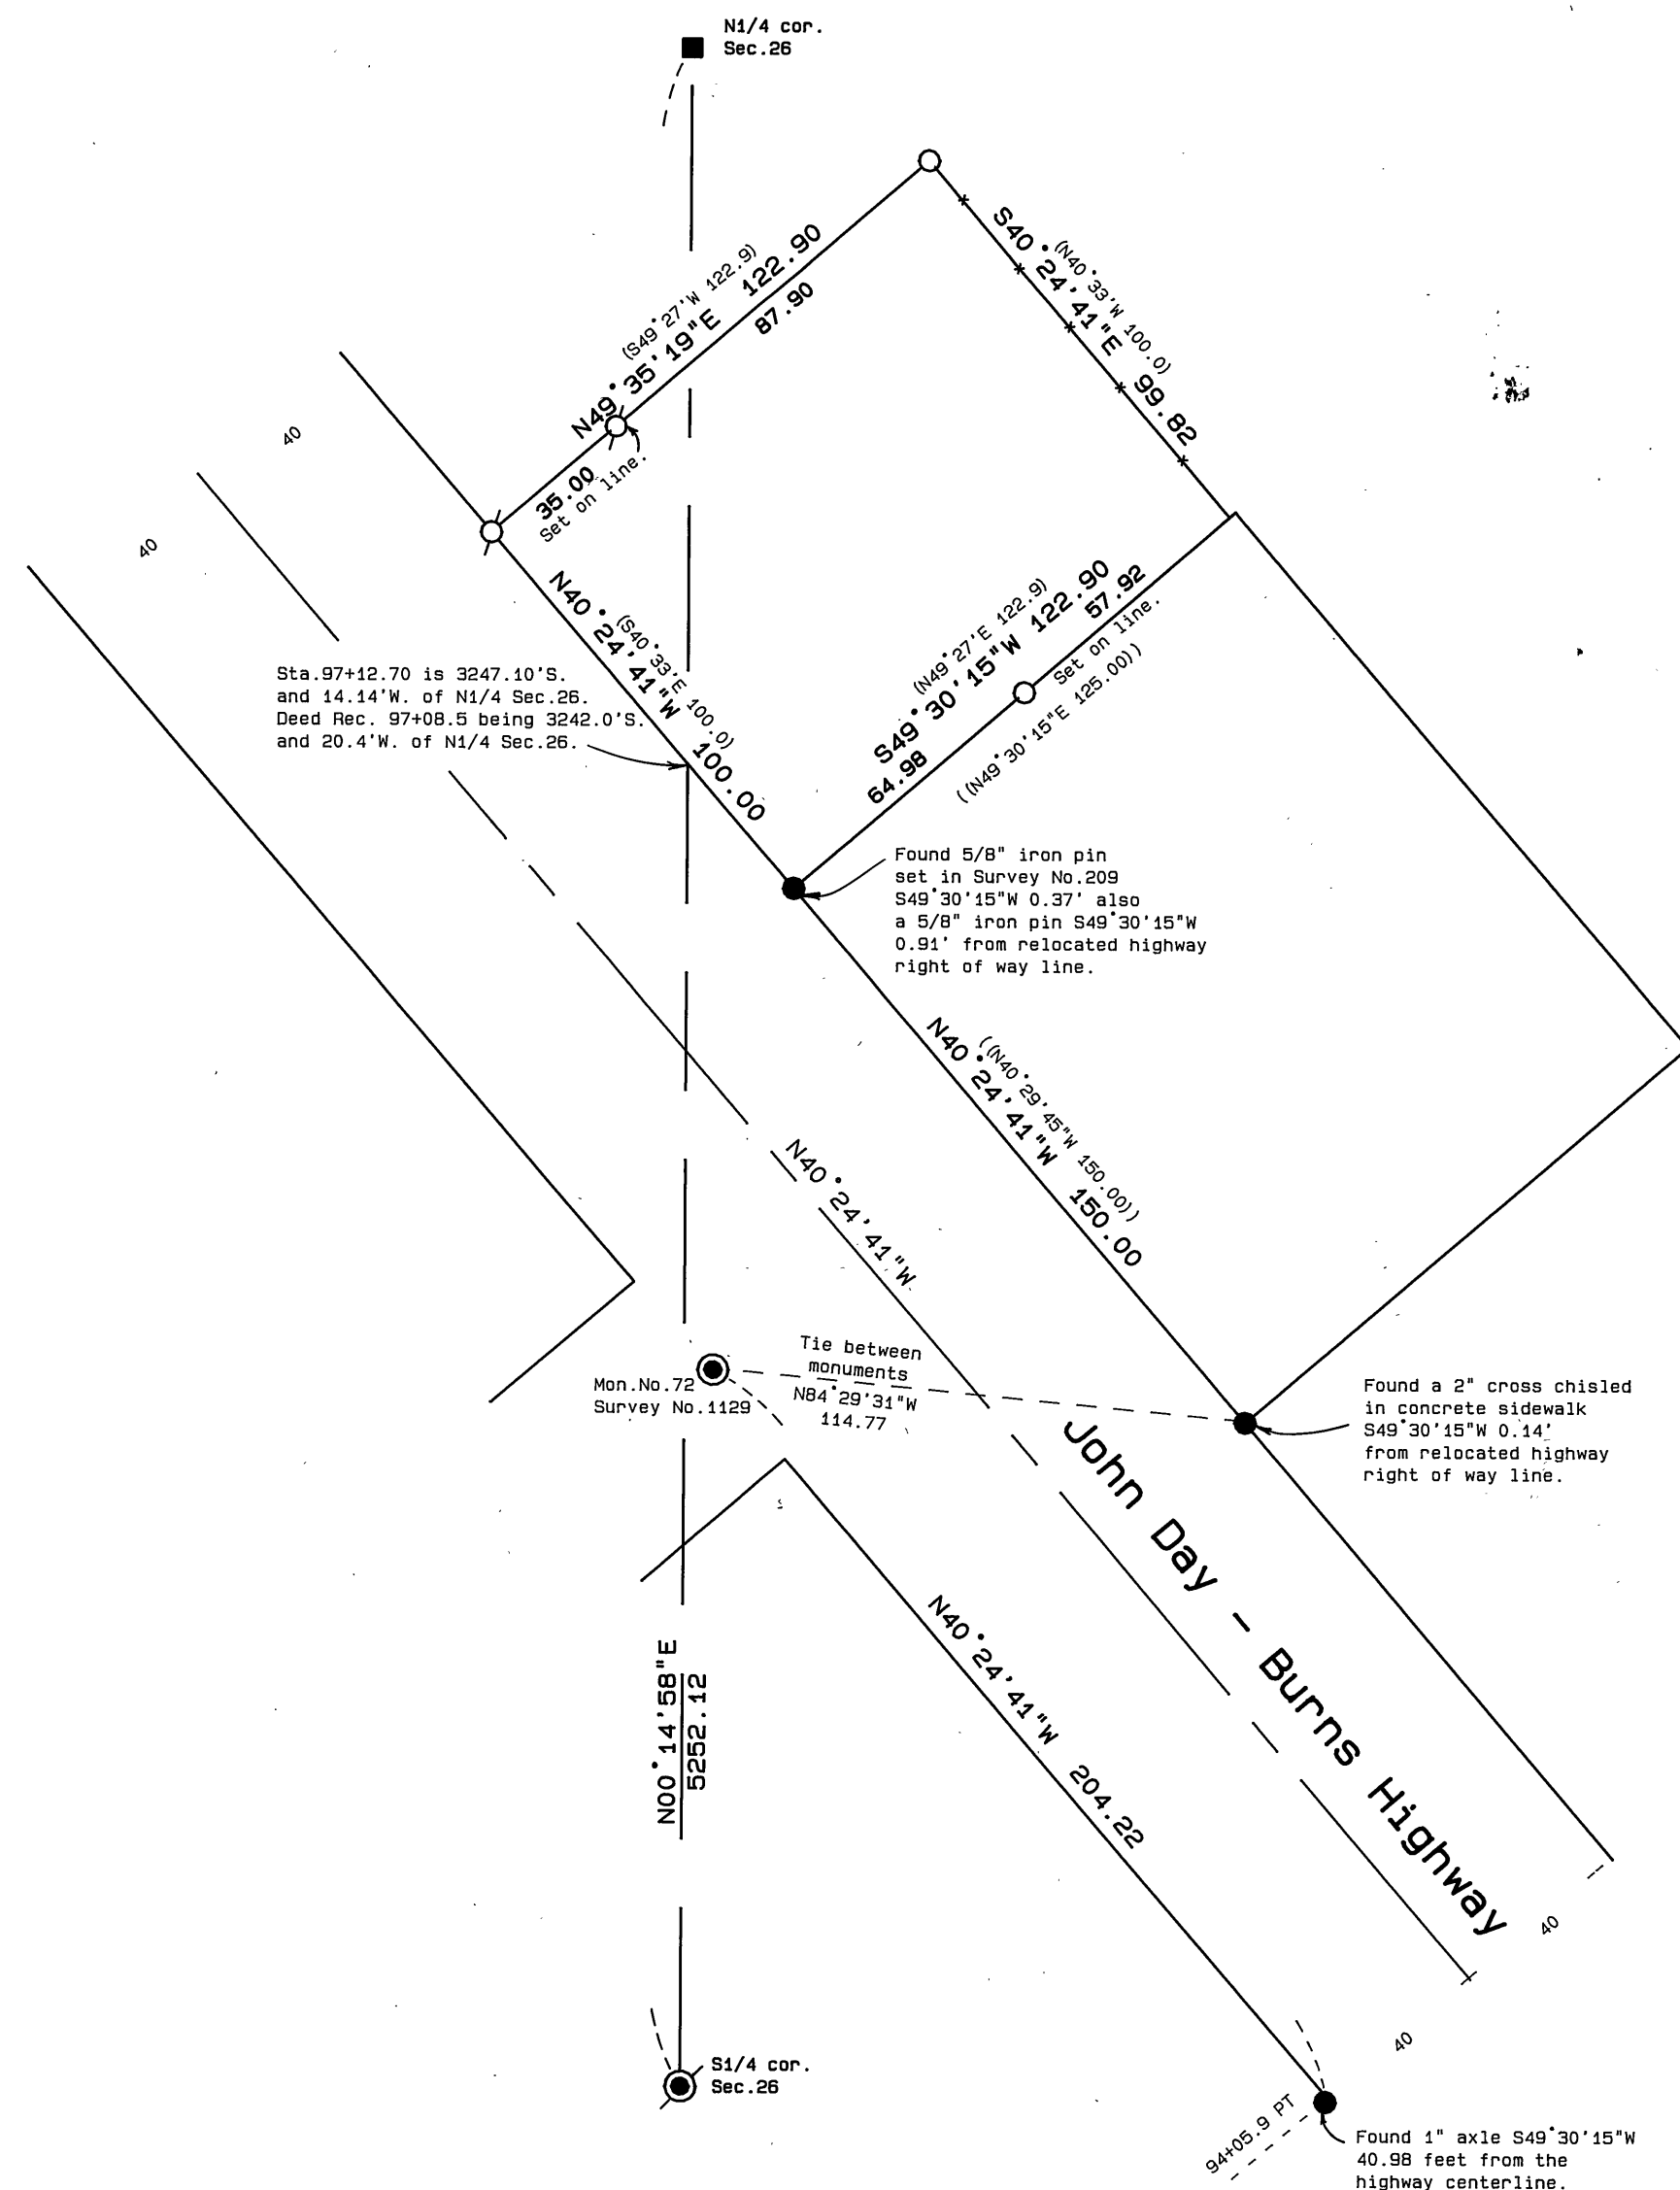 N1/4 cor.
Sec.26
(S49°27'W 122.9)
N49°35'19"E 122.90
87.90
(N40°33'W 100.0)
S40°24'41"E 99.82
40
40
35.00
Set on line.
(S40°33'E 100.0)
N40°24'41"W 100.00
(N49°27'E 122.9)
S49°30'15"W 122.90
57.92
64.98
Set on line.
((N49°30'15"E 125.00))
Sta.97+12.70 is 3247.10'S.
and 14.14'W. of N1/4 Sec.26.
Deed Rec. 97+08.5 being 3242.0'S.
and 20.4'W. of N1/4 Sec.26.
Found 5/8" iron pin
set in Survey No.209
S49°30'15"W 0.37' also
a 5/8" iron pin S49°30'15"W
0.91' from relocated highway
right of way line.
((N40°29'45"W 150.00))
N40°24'41"W 150.00
N40°24'41"W
Tie between
monuments
N84°29'31"W
114.77
Mon.No.72
Survey No.1129
Found a 2" cross chisled
in concrete sidewalk
S49°30'15"W 0.14'
from relocated highway
right of way line.
John Day - Burns Highway
N40°24'41"W 204.22
N00°14'58"E
5252.12
40
40
S1/4 cor.
Sec.26
94+05.9 PT
Found 1" axle S49°30'15"W
40.98 feet from the
highway centerline.